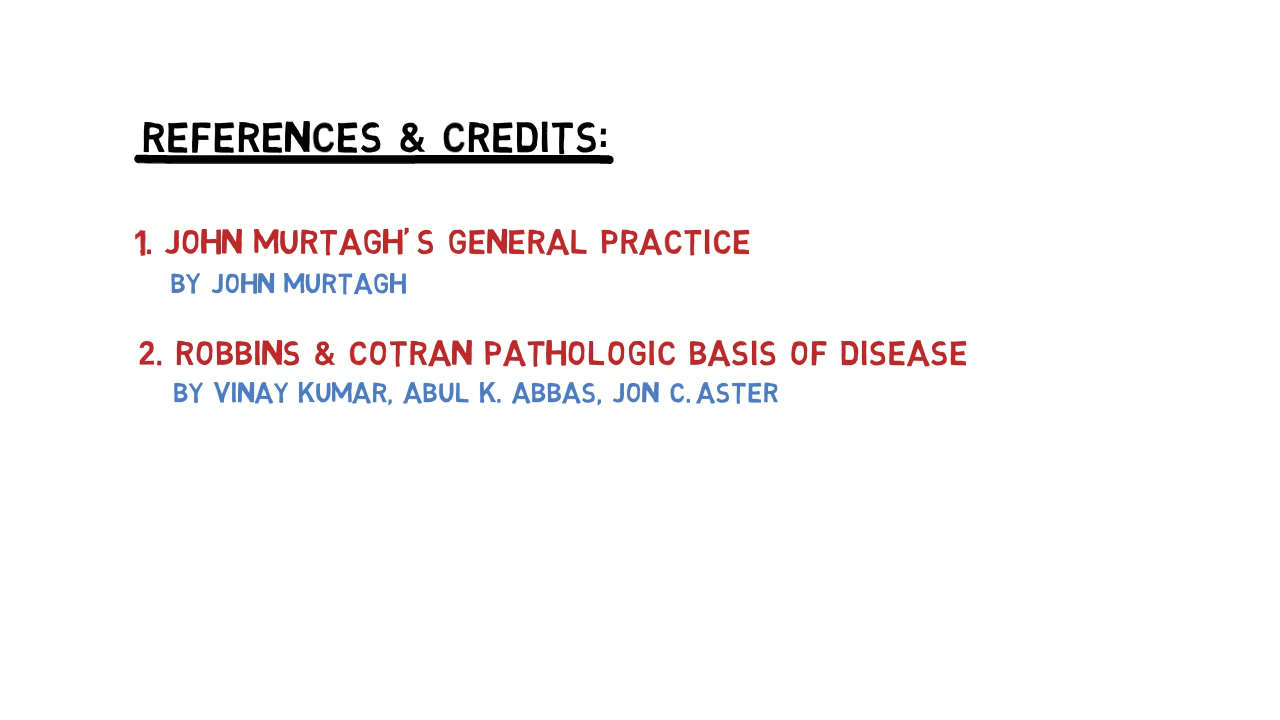 REFERENCES & CREDITS:
1. JOHN MURTAGH'S GENERAL PRACTICE
BY JOHN MURTAGH
2. ROBBINS & COTRAN PATHOLOGIC BASIS OF DISEASE
BY VINAY KUMAR, ABUL K. ABBAS, JON C. ASTER